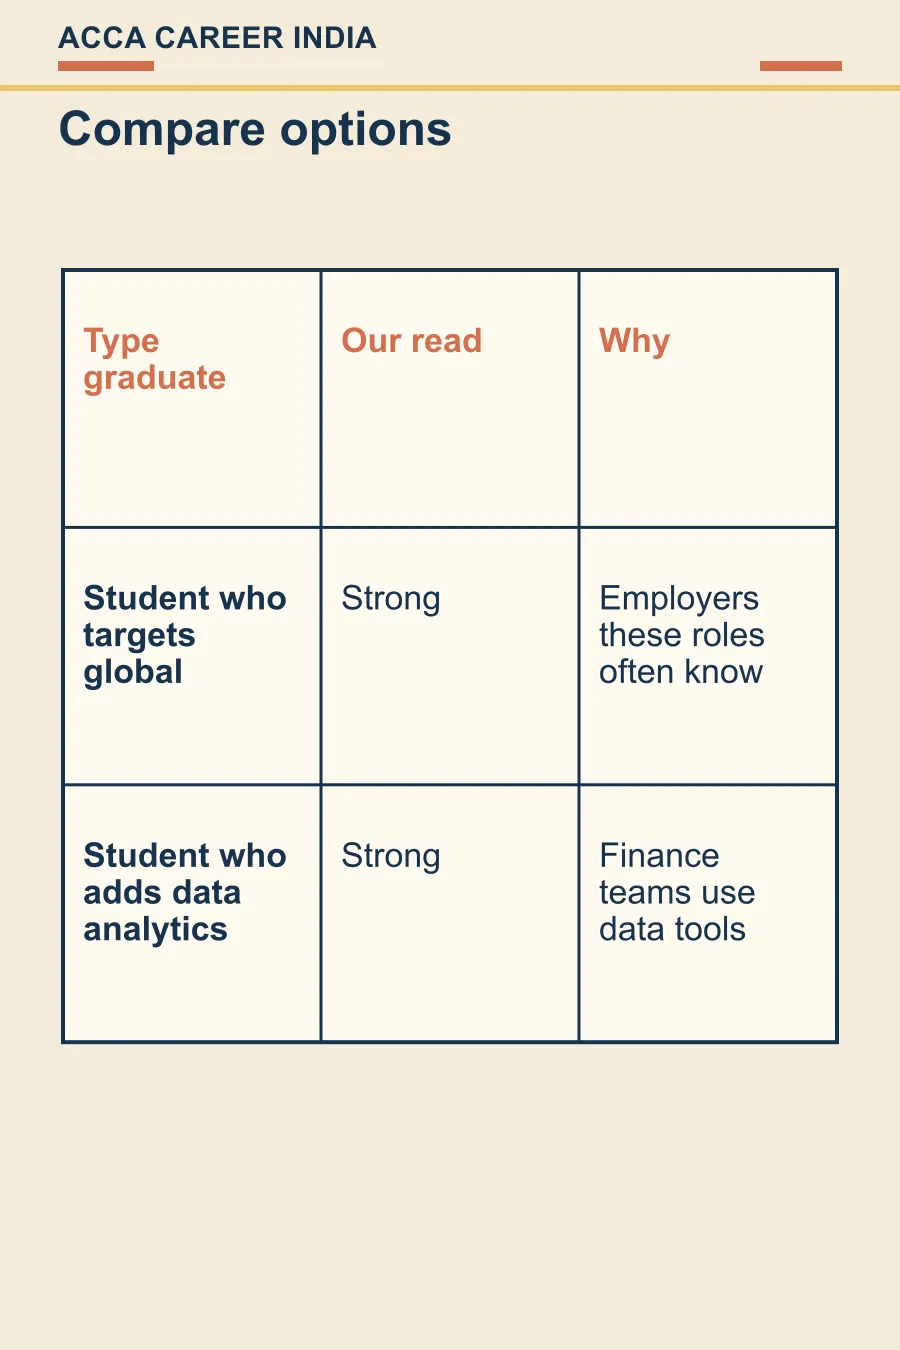 ACCA CAREER INDIA
Compare options
Type
graduate
Our read
Why
Student who
targets
global
Strong
Employers
these roles
often know
Student who
adds data
analytics
Strong
Finance
teams use
data tools